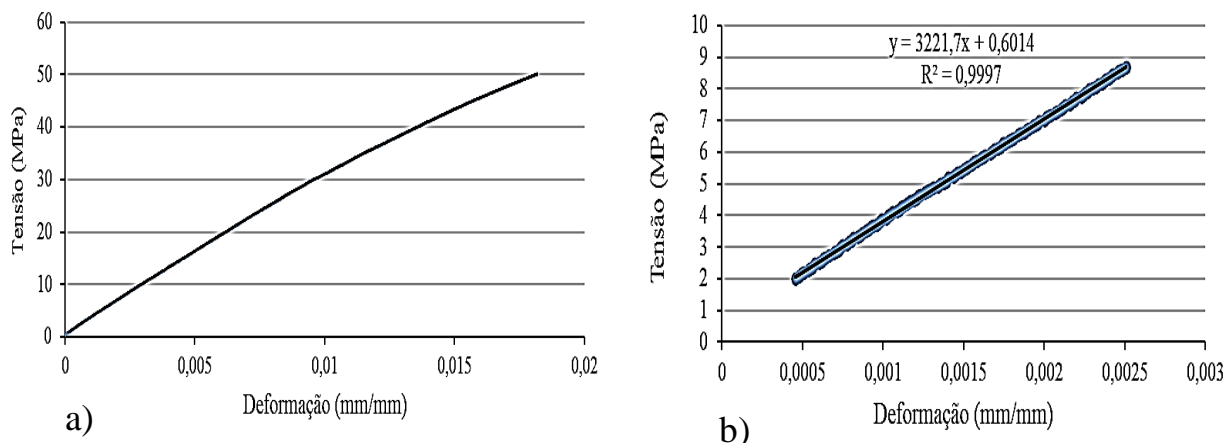 60
50
40
30
20
10
0
Tensão (MPa)
0 0,005 0,01 0,015 0,02
Deformação (mm/mm)
a)
10
9
8
7
6
5
4
3
2
1
0
Tensão (MPa)
y = 3221,7x + 0,6014
R² = 0,9997
0 0,0005 0,001 0,0015 0,002 0,0025 0,003
Deformação (mm/mm)
b)